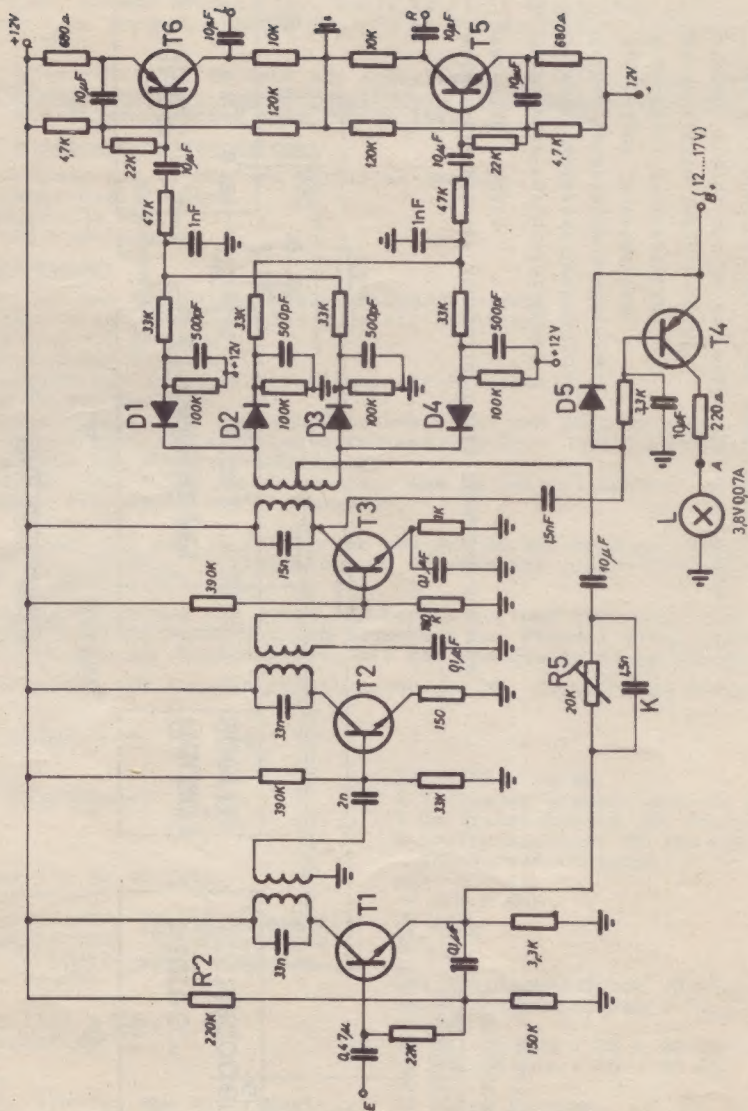 +12V
680Ω
10µF
4,7K
22K
T6
10µF
10µF
L
10K
120K
10K
120K
R
10µF
T5
10µF
10µF
22K
680Ω
4,7K
12V
47K
1nF
47K
1nF
33K
500pF
+12V
100K
D1
33K
500pF
100K
D2
33K
500pF
100K
D3
33K
500pF
100K
D4
+12V
B+
(12....17V)
D5
3,3K
10µF
T4
220Ω
A
L
3,8V 0,07A
15n
T3
390K
1K
0,1µF
1,5nF
10µF
33n
T2
0,1µF
390K
2n
150
33K
R5
20K
1,5n
K
R2
220K
33n
T1
0,47µ
22K
0,1µF
3,3K
150K
E